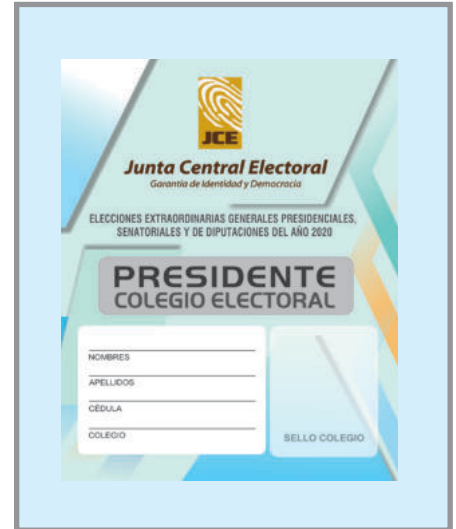 JCE
Junta Central Electoral
Garantía de Identidad y Democracia
ELECCIONES EXTRAORDINARIAS GENERALES PRESIDENCIALES,
SENATORIALES Y DE DIPUTACIONES DEL AÑO 2020
PRESIDENTE
COLEGIO ELECTORAL
NOMBRES
APELLIDOS
CÉDULA
COLEGIO
SELLO COLEGIO